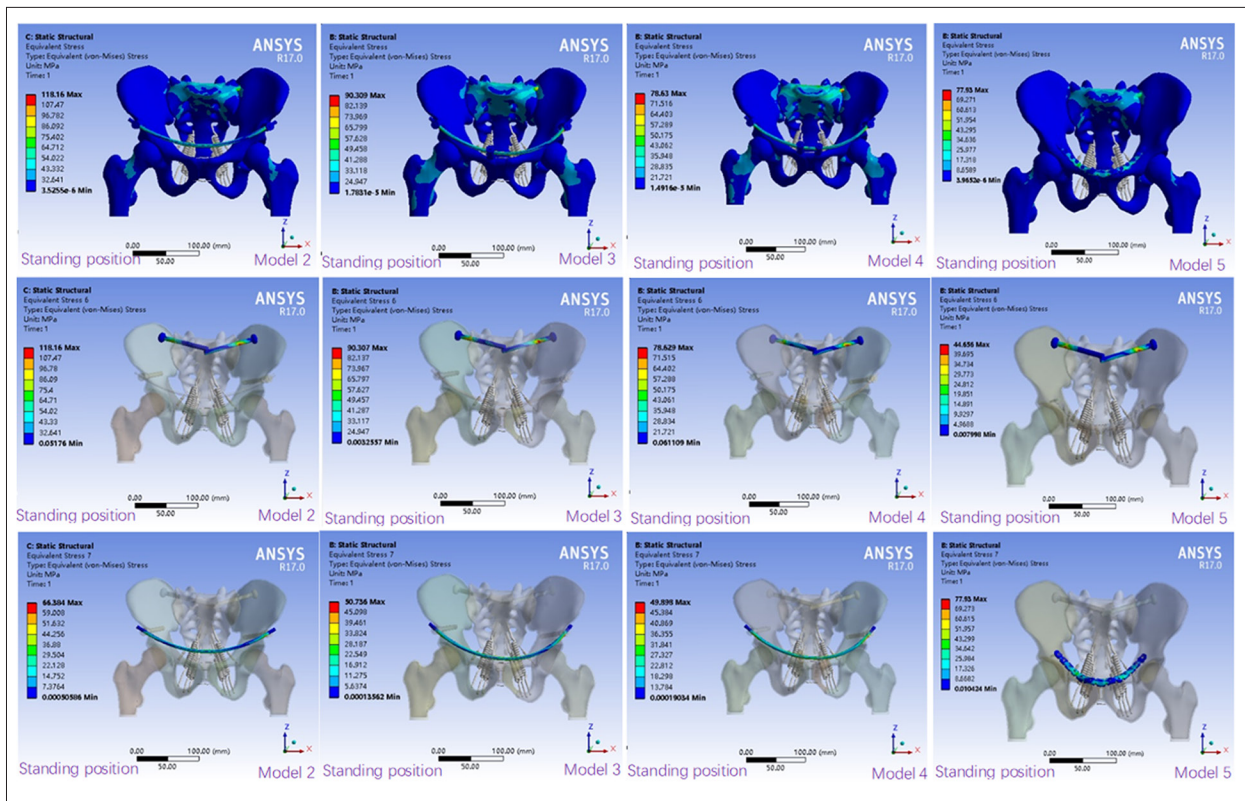 C: Static Structural
Equivalent Stress
Type: Equivalent (von-Mises) Stress
Unit: MPa
Time: 1
ANSYS
R17.0
118.16 Max
107.47
96.782
86.092
75.402
64.712
54.022
43.332
32.641
3.5255e-6 Min
0.00
100.00 (mm)
50.00
Z
X
Standing position
Model 2
B: Static Structural
Equivalent Stress
Type: Equivalent (von-Mises) Stress
Unit: MPa
Time: 1
ANSYS
R17.0
90.309 Max
82.139
73.969
65.799
57.628
49.458
41.288
33.118
24.947
1.7831e-5 Min
0.00
100.00 (mm)
50.00
Z
X
Standing position
Model 3
B: Static Structural
Equivalent Stress
Type: Equivalent (von-Mises) Stress
Unit: MPa
Time: 1
ANSYS
R17.0
78.63 Max
71.516
64.403
57.289
50.175
43.062
35.948
28.835
21.721
1.4916e-5 Min
0.00
100.00 (mm)
50.00
Z
X
Standing position
Model 4
B: Static Structural
Equivalent Stress
Type: Equivalent (von-Mises) Stress
Unit: MPa
Time: 1
ANSYS
R17.0
77.93 Max
69.271
60.613
51.954
43.295
34.636
25.977
17.318
8.6589
3.9652e-6 Min
0.00
100.00 (mm)
50.00
Z
X
Standing position
Model 5
C: Static Structural
Equivalent Stress 6
Type: Equivalent (von-Mises) Stress
Unit: MPa
Time: 1
ANSYS
R17.0
118.16 Max
107.47
96.78
86.09
75.4
64.71
54.02
43.33
32.641
0.05176 Min
0.00
100.00 (mm)
50.00
Z
X
Standing position
Model 2
B: Static Structural
Equivalent Stress 6
Type: Equivalent (von-Mises) Stress
Unit: MPa
Time: 1
ANSYS
R17.0
90.307 Max
82.137
73.967
65.797
57.627
49.457
41.287
33.117
24.947
0.0032557 Min
0.00
100.00 (mm)
50.00
Z
X
Standing position
Model 3
B: Static Structural
Equivalent Stress 6
Type: Equivalent (von-Mises) Stress
Unit: MPa
Time: 1
ANSYS
R17.0
78.629 Max
71.515
64.402
57.288
50.175
43.061
35.948
28.834
21.721
0.061109 Min
0.00
100.00 (mm)
50.00
Z
X
Standing position
Model 4
B: Static Structural
Equivalent Stress 6
Type: Equivalent (von-Mises) Stress
Unit: MPa
Time: 1
ANSYS
R17.0
44.656 Max
39.695
34.734
29.773
24.812
19.851
14.891
9.9297
4.9688
0.007998 Min
0.00
100.00 (mm)
50.00
Z
X
Standing position
Model 5
C: Static Structural
Equivalent Stress 7
Type: Equivalent (von-Mises) Stress
Unit: MPa
Time: 1
ANSYS
R17.0
66.384 Max
59.008
51.632
44.256
36.88
29.504
22.128
14.752
7.3764
0.00050586 Min
0.00
100.00 (mm)
50.00
Z
X
Standing position
Model 2
B: Static Structural
Equivalent Stress 7
Type: Equivalent (von-Mises) Stress
Unit: MPa
Time: 1
ANSYS
R17.0
50.736 Max
45.098
39.461
33.824
28.187
22.549
16.912
11.275
5.6374
0.00013562 Min
0.00
100.00 (mm)
50.00
Z
X
Standing position
Model 3
B: Static Structural
Equivalent Stress 7
Type: Equivalent (von-Mises) Stress
Unit: MPa
Time: 1
ANSYS
R17.0
49.898 Max
45.384
40.869
36.355
31.841
27.327
22.812
18.298
13.784
0.00019034 Min
0.00
100.00 (mm)
50.00
Z
X
Standing position
Model 4
B: Static Structural
Equivalent Stress 7
Type: Equivalent (von-Mises) Stress
Unit: MPa
Time: 1
ANSYS
R17.0
77.93 Max
69.273
60.615
51.957
43.299
34.642
25.984
17.326
8.6682
0.010424 Min
0.00
100.00 (mm)
50.00
Z
X
Standing position
Model 5